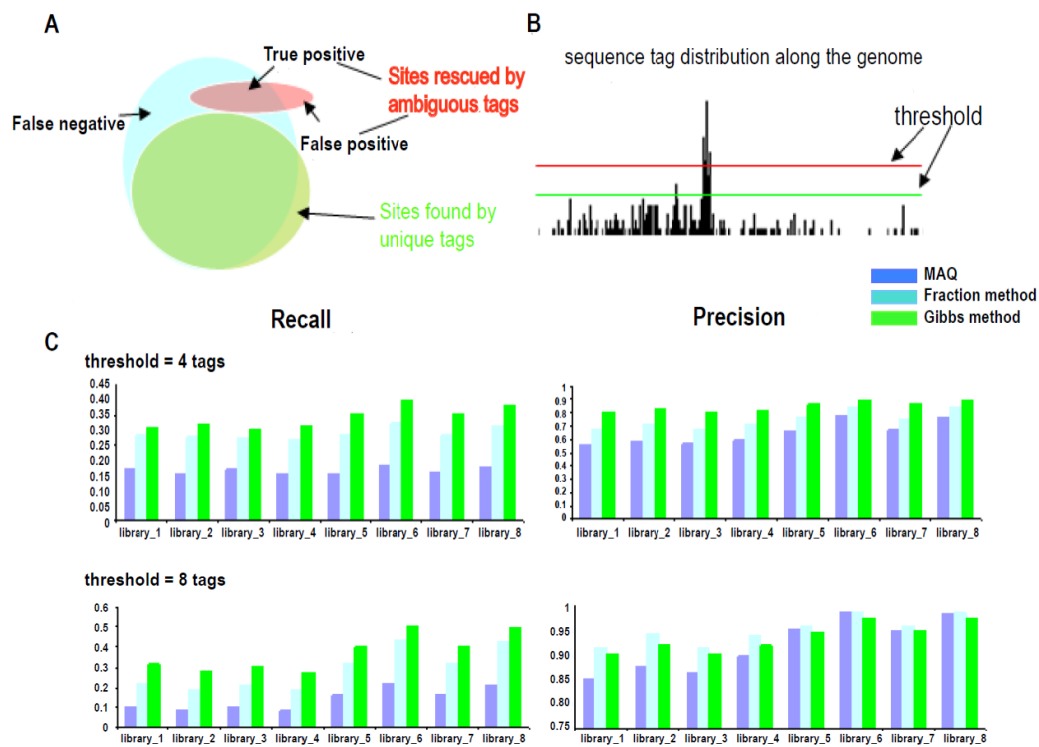 A
True positive
Sites rescued by
ambiguous tags
False negative
False positive
Sites found by
unique tags
B
sequence tag distribution along the genome
threshold
MAQ
Fraction method
Gibbs method
Recall
Precision
C
threshold = 4 tags
0.45
0.40
0.35
0.30
0.25
0.20
0.15
0.10
0.05
0
library_1 library_2 library_3 library_4 library_5 library_6 library_7 library_8
1
0.9
0.8
0.7
0.6
0.5
0.4
0.3
0.2
0.1
0
library_1 library_2 library_3 library_4 library_5 library_6 library_7 library_8
threshold = 8 tags
0.6
0.5
0.4
0.3
0.2
0.1
0
library_1 library_2 library_3 library_4 library_5 library_6 library_7 library_8
1
0.95
0.90
0.85
0.80
0.75
library_1 library_2 library_3 library_4 library_5 library_6 library_7 library_8